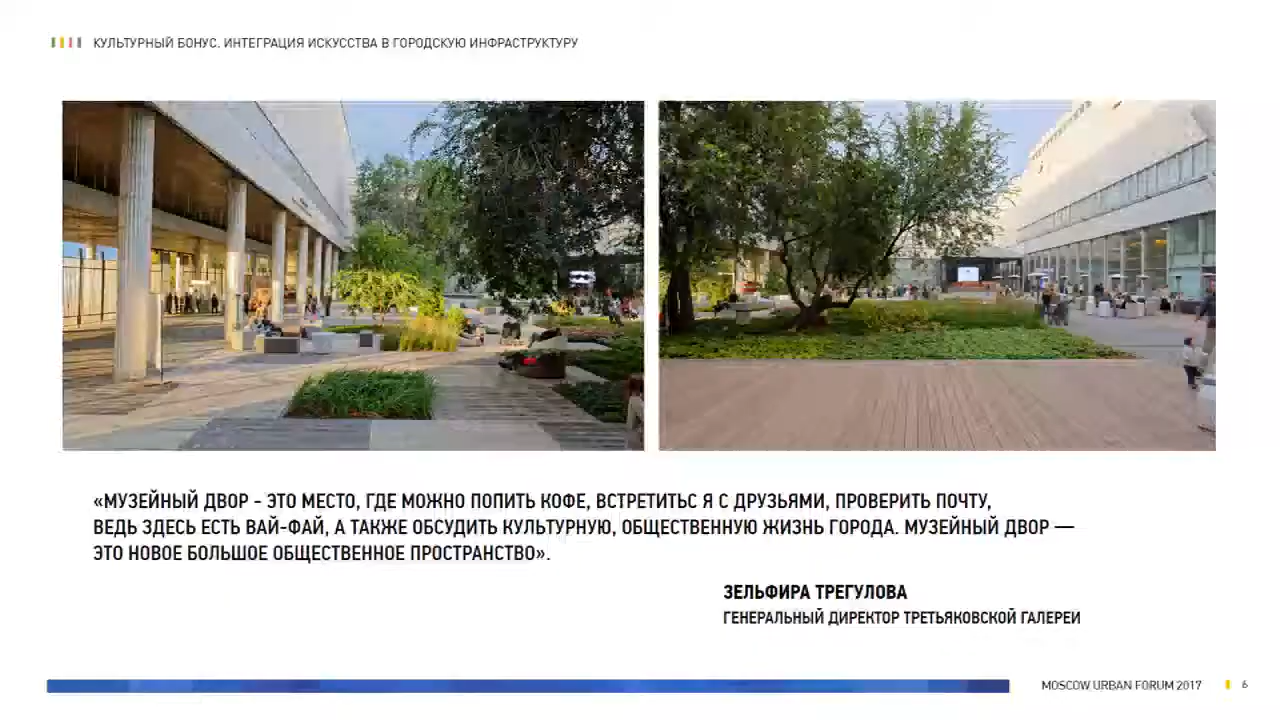 КУЛЬТУРНЫЙ БОНУС. ИНТЕГРАЦИЯ ИСКУССТВА В ГОРОДСКУЮ ИНФРАСТРУКТУРУ
«МУЗЕЙНЫЙ ДВОР - ЭТО МЕСТО, ГДЕ МОЖНО ПОПИТЬ КОФЕ, ВСТРЕТИТЬС Я С ДРУЗЬЯМИ, ПРОВЕРИТЬ ПОЧТУ,
ВЕДЬ ЗДЕСЬ ЕСТЬ ВАЙ-ФАЙ, А ТАКЖЕ ОБСУДИТЬ КУЛЬТУРНУЮ, ОБЩЕСТВЕННУЮ ЖИЗНЬ ГОРОДА. МУЗЕЙНЫЙ ДВОР —
ЭТО НОВОЕ БОЛЬШОЕ ОБЩЕСТВЕННОЕ ПРОСТРАНСТВО».
ЗЕЛЬФИРА ТРЕГУЛОВА
ГЕНЕРАЛЬНЫЙ ДИРЕКТОР ТРЕТЬЯКОВСКОЙ ГАЛЕРЕИ
MOSCOW URBAN FORUM 2017 6